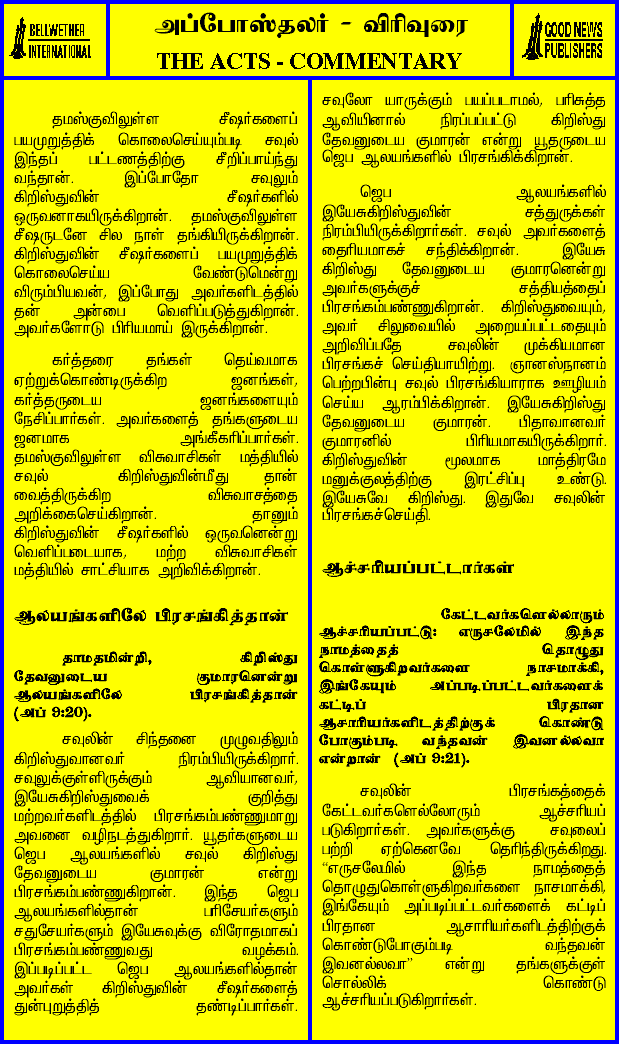 BELLWETHER
INTERNATIONAL
அப்போஸ்தலர் - விரிவுரை
THE ACTS - COMMENTARY
GOOD NEWS
PUBLISHERS
தமஸ்குவிலுள்ள சீஷர்களைப்
பயமுறுத்திக் கொலைசெய்யும்படி சவுல்
இந்தப் பட்டணத்திற்கு சீறிப்பாய்ந்து
வந்தான். இப்போதோ சவுலும்
கிறிஸ்துவின் சீஷர்களில்
ஒருவனாகயிருக்கிறான். தமஸ்குவிலுள்ள
சீஷருடனே சில நாள் தங்கியிருக்கிறான்.
கிறிஸ்துவின் சீஷர்களைப் பயமுறுத்திக்
கொலைசெய்ய வேண்டுமென்று
விரும்பியவன், இப்போது அவர்களிடத்தில்
தன் அன்பை வெளிப்படுத்துகிறான்.
அவர்களோடு பிரியமாய் இருக்கிறான்.
கர்த்தரை தங்கள் தெய்வமாக
ஏற்றுக்கொண்டிருக்கிற ஜனங்கள்,
கர்த்தருடைய ஜனங்களையும்
நேசிப்பார்கள். அவர்களைத் தங்களுடைய
ஜனமாக அங்கீகரிப்பார்கள்.
தமஸ்குவிலுள்ள விசுவாசிகள் மத்தியில்
சவுல் கிறிஸ்துவின்மீது தான்
வைத்திருக்கிற விசுவாசத்தை
அறிக்கைசெய்கிறான். தானும்
கிறிஸ்துவின் சீஷர்களில் ஒருவனென்று
வெளிப்படையாக, மற்ற விசுவாசிகள்
மத்தியில் சாட்சியாக அறிவிக்கிறான்.
ஆலயங்களிலே பிரசங்கித்தான்
தாமதமின்றி, கிறிஸ்து
தேவனுடைய குமாரனென்று
ஆலயங்களிலே பிரசங்கித்தான்
(அப் 9:20).
சவுலின் சிந்தனை முழுவதிலும்
கிறிஸ்துவானவர் நிரம்பியிருக்கிறார்.
சவுலுக்குள்ளிருக்கும் ஆவியானவர்,
இயேசுகிறிஸ்துவைக் குறித்து
மற்றவர்களிடத்தில் பிரசங்கம்பண்ணுமாறு
அவனை வழிநடத்துகிறார். யூதர்களுடைய
ஜெப ஆலயங்களில் சவுல் கிறிஸ்து
தேவனுடைய குமாரன் என்று
பிரசங்கம்பண்ணுகிறான். இந்த ஜெப
ஆலயங்களில்தான் பரிசேயர்களும்
சதுசேயர்களும் இயேசுவுக்கு விரோதமாகப்
பிரசங்கம்பண்ணுவது வழக்கம்.
இப்படிப்பட்ட ஜெப ஆலயங்களில்தான்
அவர்கள் கிறிஸ்துவின் சீஷர்களைத்
துன்புறுத்தித் தண்டிப்பார்கள்.
சவுலோ யாருக்கும் பயப்படாமல், பரிசுத்த
ஆவியினால் நிரப்பப்பட்டு கிறிஸ்து
தேவனுடைய குமாரன் என்று யூதருடைய
ஜெப ஆலயங்களில் பிரசங்கிக்கிறான்.
ஜெப ஆலயங்களில்
இயேசுகிறிஸ்துவின் சத்துருக்கள்
நிரம்பியிருக்கிறார்கள். சவுல் அவர்களைத்
தைரியமாகச் சந்திக்கிறான். இயேசு
கிறிஸ்து தேவனுடைய குமாரனென்று
அவர்களுக்குச் சத்தியத்தைப்
பிரசங்கம்பண்ணுகிறான். கிறிஸ்துவையும்,
அவர் சிலுவையில் அறையப்பட்டதையும்
அறிவிப்பதே சவுலின் முக்கியமான
பிரசங்கச் செய்தியாயிற்று. ஞானஸ்நானம்
பெற்றபின்பு சவுல் பிரசங்கியாராக ஊழியம்
செய்ய ஆரம்பிக்கிறான். இயேசுகிறிஸ்து
தேவனுடைய குமாரன். பிதாவானவர்
குமாரனில் பிரியமாகயிருக்கிறார்.
கிறிஸ்துவின் மூலமாக மாத்திரமே
மனுக்குலத்திற்கு இரட்சிப்பு உண்டு.
இயேசுவே கிறிஸ்து. இதுவே சவுலின்
பிரசங்கச்செய்தி.
ஆச்சரியப்பட்டார்கள்
கேட்டவர்களெல்லாரும்
ஆச்சரியப்பட்டு: எருசலேமில் இந்த
நாமத்தைத் தொழுது
கொள்ளுகிறவர்களை நாசமாக்கி,
இங்கேயும் அப்படிப்பட்டவர்களைக்
கட்டிப் பிரதான
ஆசாரியர்களிடத்திற்குக் கொண்டு
போகும்படி வந்தவன் இவனல்லவா
என்றான் (அப் 9:21).
சவுலின் பிரசங்கத்தைக்
கேட்டவர்களெல்லோரும் ஆச்சரியப்
படுகிறார்கள். அவர்களுக்கு சவுலைப்
பற்றி ஏற்கெனவே தெரிந்திருக்கிறது.
“எருசலேமில் இந்த நாமத்தைத்
தொழுதுகொள்ளுகிறவர்களை நாசமாக்கி,
இங்கேயும் அப்படிப்பட்டவர்களைக் கட்டிப்
பிரதான ஆசாரியர்களிடத்திற்குக்
கொண்டுபோகும்படி வந்தவன்
இவனல்லவா” என்று தங்களுக்குள்
சொல்லிக் கொண்டு
ஆச்சரியப்படுகிறார்கள்.